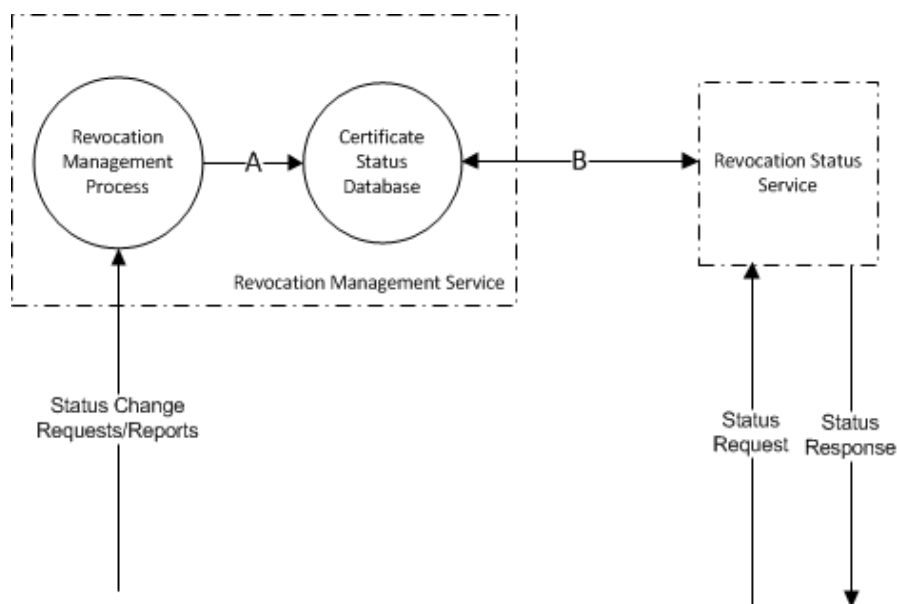 Revocation
Management
Process
A
Certificate
Status
Database
B
Revocation Status
Service
Revocation Management Service
Status Change
Requests/Reports
Status
Request
Status
Response